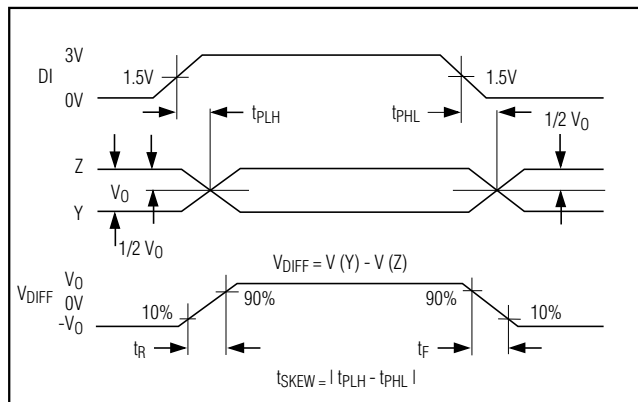 3V
DI
1.5V
1.5V
0V
tPLH
tPHL
1/2 VO
Z
VO
Y
1/2 VO
VDIFF = V (Y) - V (Z)
VO
VDIFF
0V
-VO
10%
90%
90%
10%
tR
tF
tSKEW = | tPLH - tPHL |